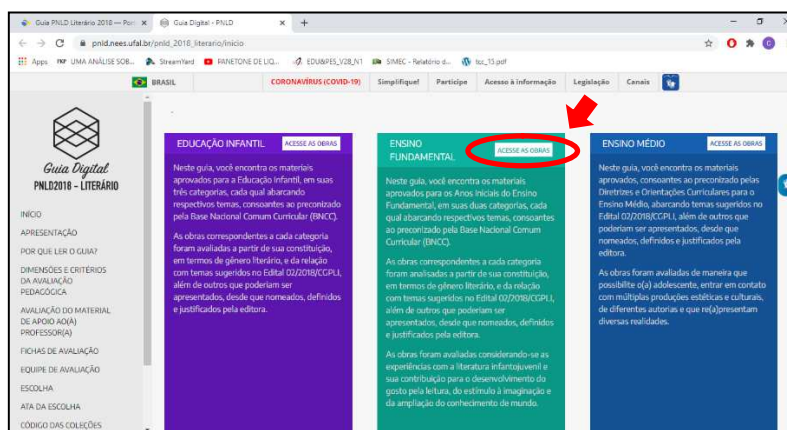 Guia PNLD Literário 2018 — Por
Guia Digital - PNLD
pnld.nees.ufal.br/pnld_2018_literario/inicio
Apps
UMA ANÁLISE SOB...
StreamYard
PANETONE DE LIQ...
EDU&PES_V28_N1
SIMEC - Relatório d...
tcc_15.pdf
BRASIL
CORONAVÍRUS (COVID-19)
Simplifique!
Participe
Acesso à informação
Legislação
Canais
Guia Digital
PNLD2018 - LITERÁRIO
INÍCIO
APRESENTAÇÃO
POR QUE LER O GUIA?
DIMENSÕES E CRITÉRIOS
DA AVALIAÇÃO
PEDAGÓGICA
AVALIAÇÃO DO MATERIAL
DE APOIO AO(À)
PROFESSOR(A)
FICHAS DE AVALIAÇÃO
EQUIPE DE AVALIAÇÃO
ESCOLHA
ATA DA ESCOLHA
CÓDIGO DAS COLEÇÕES
EDUCAÇÃO INFANTIL
ACESSE AS OBRAS
Neste guia, você encontra os materiais
aprovados para a Educação Infantil, em suas
três categorias, cada qual abarcando
respectivos temas, consoantes ao preconizado
pela Base Nacional Comum Curricular (BNCC).
As obras correspondentes a cada categoria
foram avaliadas a partir de sua constituição,
em termos de gênero literário, e da relação
com temas sugeridos no Edital 02/2018/CGPLI,
além de outros que poderiam ser
apresentados, desde que nomeados, definidos
e justificados pela editora.
ENSINO
FUNDAMENTAL
ACESSE AS OBRAS
Neste guia, você encontra os materiais
aprovados para os Anos Iniciais do Ensino
Fundamental, em suas duas categorias, cada
qual abarcando respectivos temas, consoantes
ao preconizado pela Base Nacional Comum
Curricular (BNCC).
As obras correspondentes a cada categoria
foram analisadas a partir de sua constituição,
em termos de gênero literário, e da relação
com temas sugeridos no Edital 02/2018/CGPLI,
além de outros que poderiam ser
apresentados, desde que nomeados, definidos
e justificados pela editora.
As obras foram avaliadas considerando-se as
experiências com a literatura infantojuvenil e
sua contribuição para o desenvolvimento do
gosto pela leitura, do estímulo à imaginação e
da ampliação do conhecimento de mundo.
ENSINO MÉDIO
ACESSE AS OBRAS
Neste guia, você encontra os materiais
aprovados, consoantes ao preconizado pelas
Diretrizes e Orientações Curriculares para o
Ensino Médio, abarcando temas sugeridos no
Edital 02/2018/CGPLI, além de outros que
poderiam ser apresentados, desde que
nomeados, definidos e justificados pela
editora.
As obras foram avaliadas de maneira que
possibilite o(a) adolescente, entrar em contato
com múltiplas produções estéticas e culturais,
de diferentes autorias e que re(a)presentam
diversas realidades.